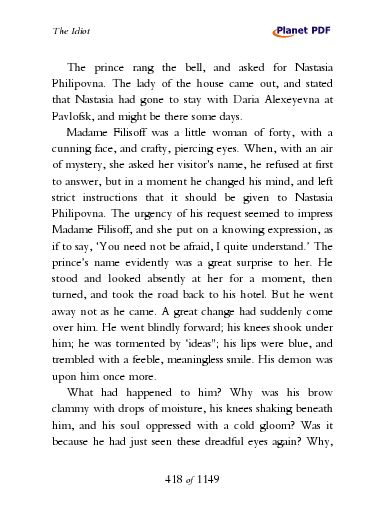 The Idiot
Planet PDF
The prince rang the bell, and asked for Nastasia
Philipovna. The lady of the house came out, and stated
that Nastasia had gone to stay with Daria Alexeyevna at
Pavlofsk, and might be there some days.
Madame Filisoff was a little woman of forty, with a
cunning face, and crafty, piercing eyes. When, with an air
of mystery, she asked her visitor's name, he refused at first
to answer, but in a moment he changed his mind, and left
strict instructions that it should be given to Nastasia
Philipovna. The urgency of his request seemed to impress
Madame Filisoff, and she put on a knowing expression, as
if to say, 'You need not be afraid, I quite understand.' The
prince's name evidently was a great surprise to her. He
stood and looked absently at her for a moment, then
turned, and took the road back to his hotel. But he went
away not as he came. A great change had suddenly come
over him. He went blindly forward; his knees shook under
him; he was tormented by 'ideas"; his lips were blue, and
trembled with a feeble, meaningless smile. His demon was
upon him once more.
What had happened to him? Why was his brow
clammy with drops of moisture, his knees shaking beneath
him, and his soul oppressed with a cold gloom? Was it
because he had just seen these dreadful eyes again? Why,
418 of 1149